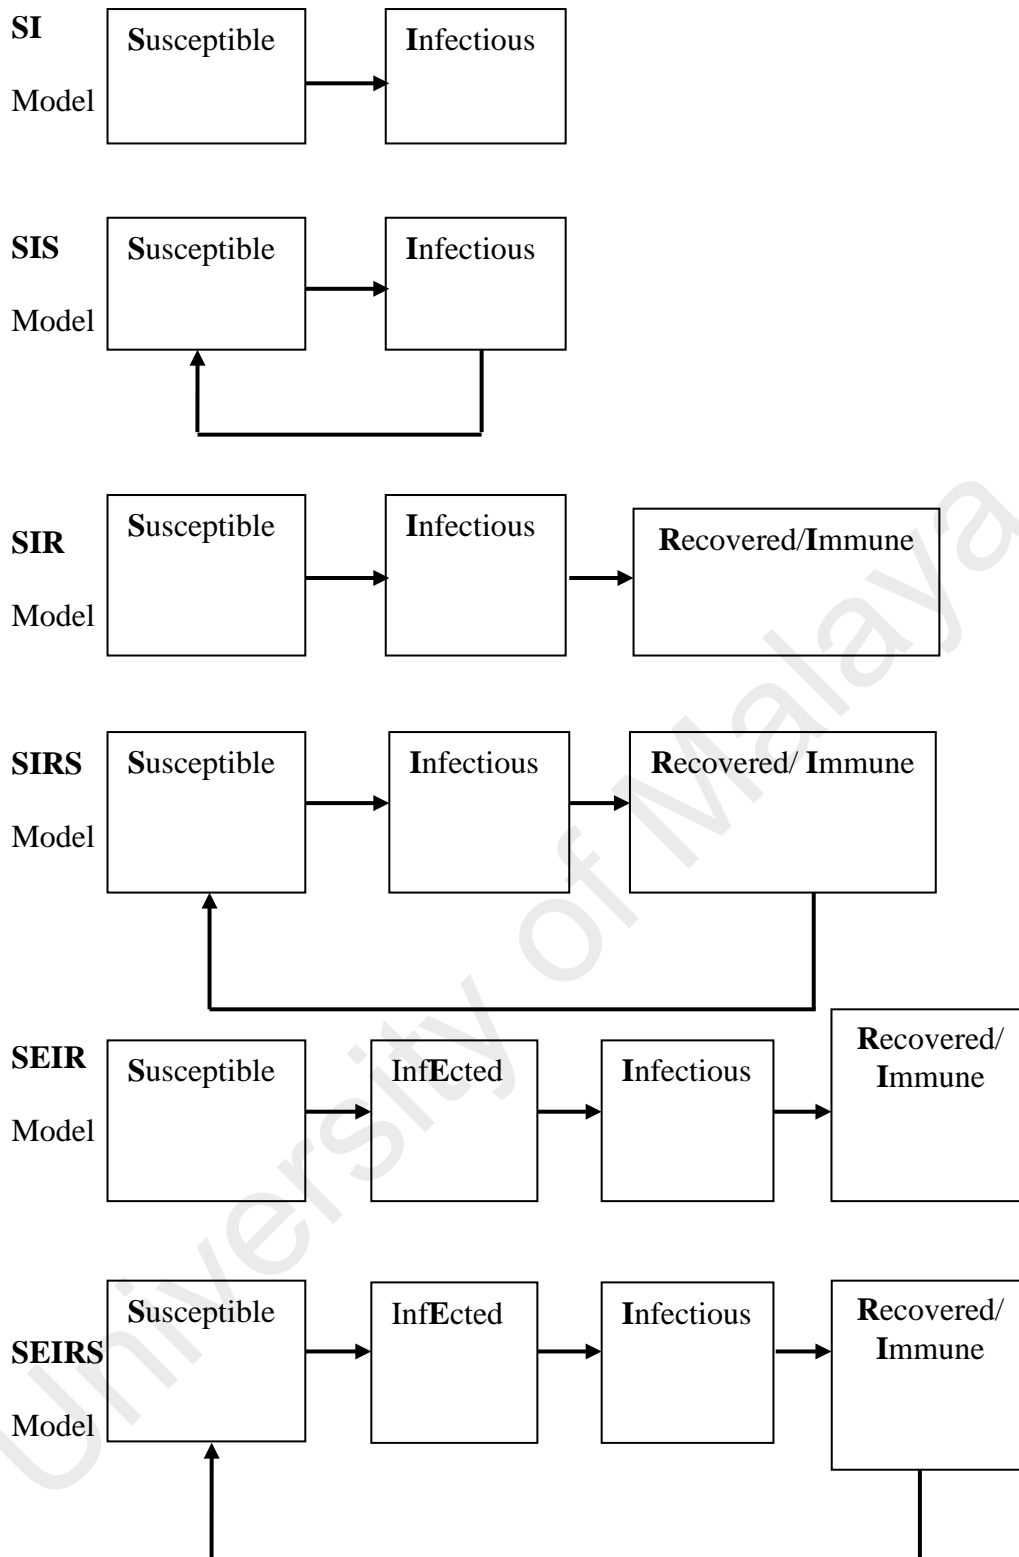 SI
Model
Susceptible
Infectious
SIS
Model
Susceptible
Infectious
SIR
Model
Susceptible
Infectious
Recovered/Immune
SIRS
Model
Susceptible
Infectious
Recovered/ Immune
SEIR
Model
Susceptible
InfEcted
Infectious
Recovered/
Immune
SEIRS
Model
Susceptible
InfEcted
Infectious
Recovered/
Immune
University of Malaya